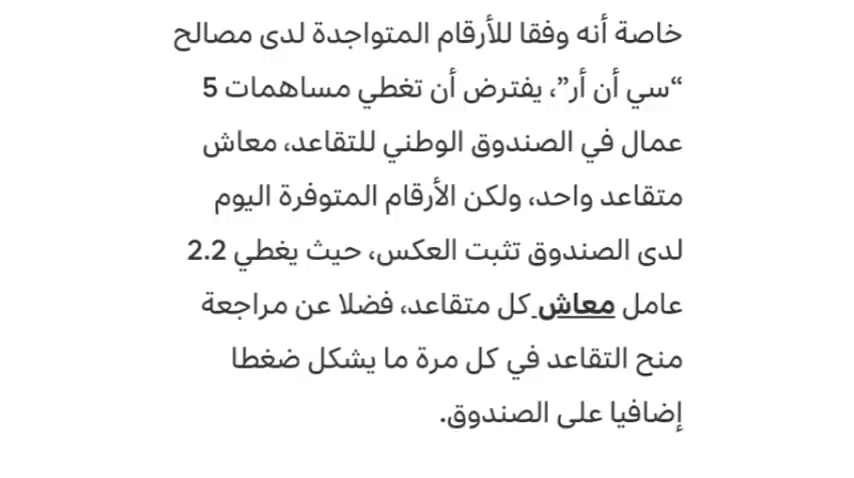 خاصة أنه وفقا للأرقام المتواجدة لدى مصالح
“سي أن أر”، يفترض أن تغطي مساهمات 5
عمال في الصندوق الوطني للتقاعد، معاش
متقاعد واحد، ولكن الأرقام المتوفرة اليوم
لدى الصندوق تثبت العكس، حيث يغطي 2.2
عامل معاش كل متقاعد، فضلا عن مراجعة
منح التقاعد في كل مرة ما يشكل ضغطا
إضافيا على الصندوق.